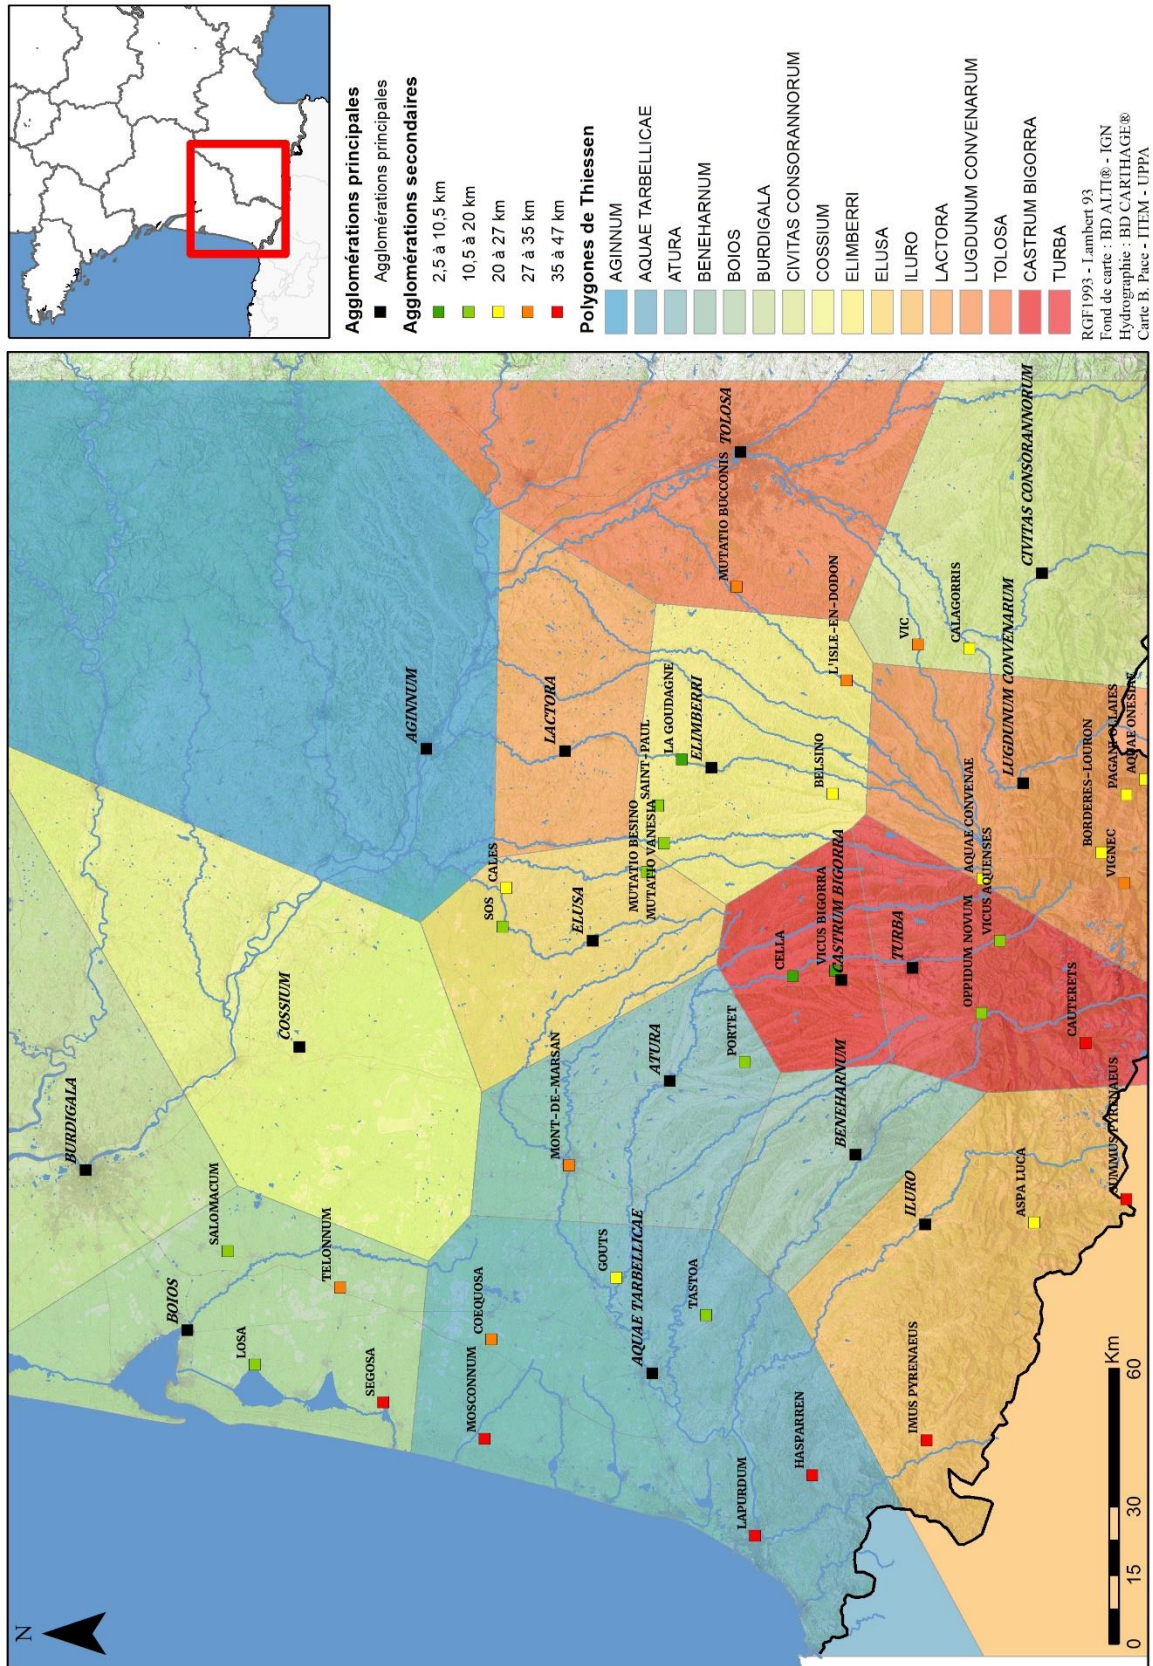 N
BURDIGALA
BOIOS
SALOMACUM
LOSA
TELONNUM
SEGOSA
COSSIUM
AGINNUM
MOSCONNUM
COEQUOSA
SOS
CALES
LACTORA
ELUSA
MONT-DE-MARSAN
GOUTS
AQUAE TARBELLICAE
ATURA
MUTATIO BESINO
MUTATIO VANESIA
SAINT-PAUL
LA GOUDAGNE
ELIMBERRI
TASTOA
PORTET
MUTATIO BUCCONIS
TOLOSA
LAPURDUM
HASPARREN
CELLA
VICUS BIGORRA
CASTRUM BIGORRA
BELSINO
L'ISLE-EN-DODON
BENEHARNUM
TURBA
VIC
ILURO
IMUS PYRENAEUS
OPPIDUM NOVUM
VICUS AQUENSES
AQUAE CONVENAE
CALAGORRIS
LUGDUNUM CONVENARUM
CIVITAS CONSORANNORUM
ASPA LUCA
CAUTERETS
BORDERES-LOURON
VIGNEC
PAGANI OLLAIES
AQUAE ONESIAE
SUMMUS PYRENAEUS
0 15 30 60 Km
Agglomérations principales
Agglomérations principales
Agglomérations secondaires
2,5 à 10,5 km
10,5 à 20 km
20 à 27 km
27 à 35 km
35 à 47 km
Polygones de Thiessen
AGINNUM
AQUAE TARBELLICAE
ATURA
BENEHARNUM
BOIOS
BURDIGALA
CIVITAS CONSORANNORUM
COSSIUM
ELIMBERRI
ELUSA
ILURO
LACTORA
LUGDUNUM CONVENARUM
TOLOSA
CASTRUM BIGORRA
TURBA
RGF1993 - Lambert 93
Fond de carte : BD ALTI® - IGN
Hydrographie : BD CARTHAGE®
Carte B. Pace - ITEM - UPPA